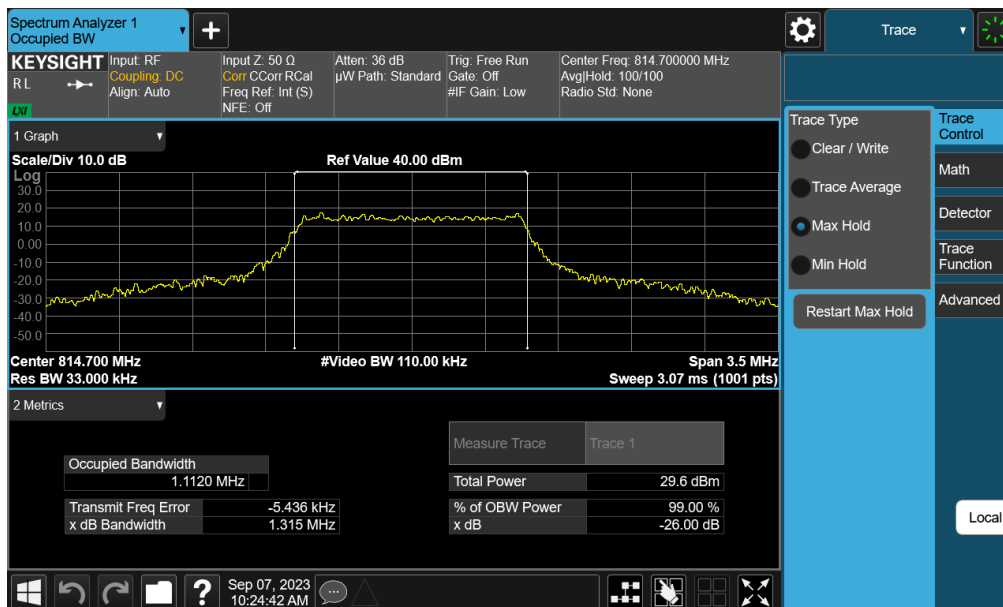 Spectrum Analyzer 1
Occupied BW
+
Trace
KEYSIGHT
R L
LXI
Input: RF
Coupling: DC
Align: Auto
Input Z: 50 Ω
Corr CCorr RCal
Freq Ref: Int (S)
NFE: Off
Atten: 36 dB
µW Path: Standard
Trig: Free Run
Gate: Off
#IF Gain: Low
Center Freq: 814.700000 MHz
Avg|Hold: 100/100
Radio Std: None
1 Graph
Scale/Div 10.0 dB
Ref Value 40.00 dBm
Log
30.0
20.0
10.0
0.00
-10.0
-20.0
-30.0
-40.0
-50.0
Center 814.700 MHz
#Video BW 110.00 kHz
Span 3.5 MHz
Res BW 33.000 kHz
Sweep 3.07 ms (1001 pts)
2 Metrics
Measure Trace
Trace 1
Occupied Bandwidth
1.1120 MHz
Total Power
29.6 dBm
Transmit Freq Error
-5.436 kHz
% of OBW Power
99.00 %
x dB Bandwidth
1.315 MHz
x dB
-26.00 dB
Trace Type
Clear / Write
Trace Average
Max Hold
Min Hold
Restart Max Hold
Trace
Control
Math
Detector
Trace
Function
Advanced
Local
?
Sep 07, 2023
10:24:42 AM